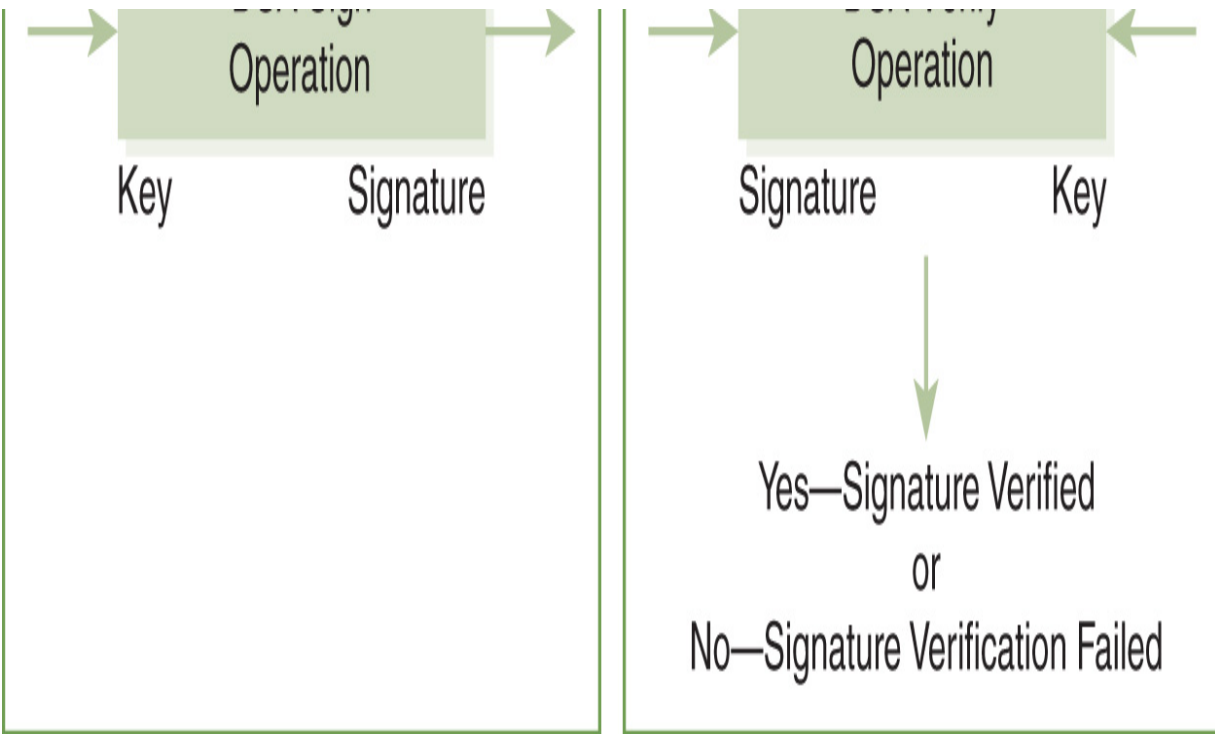 Operation
Key Signature
Operation
Signature Key
Yes—Signature Verified
or
No—Signature Verification Failed